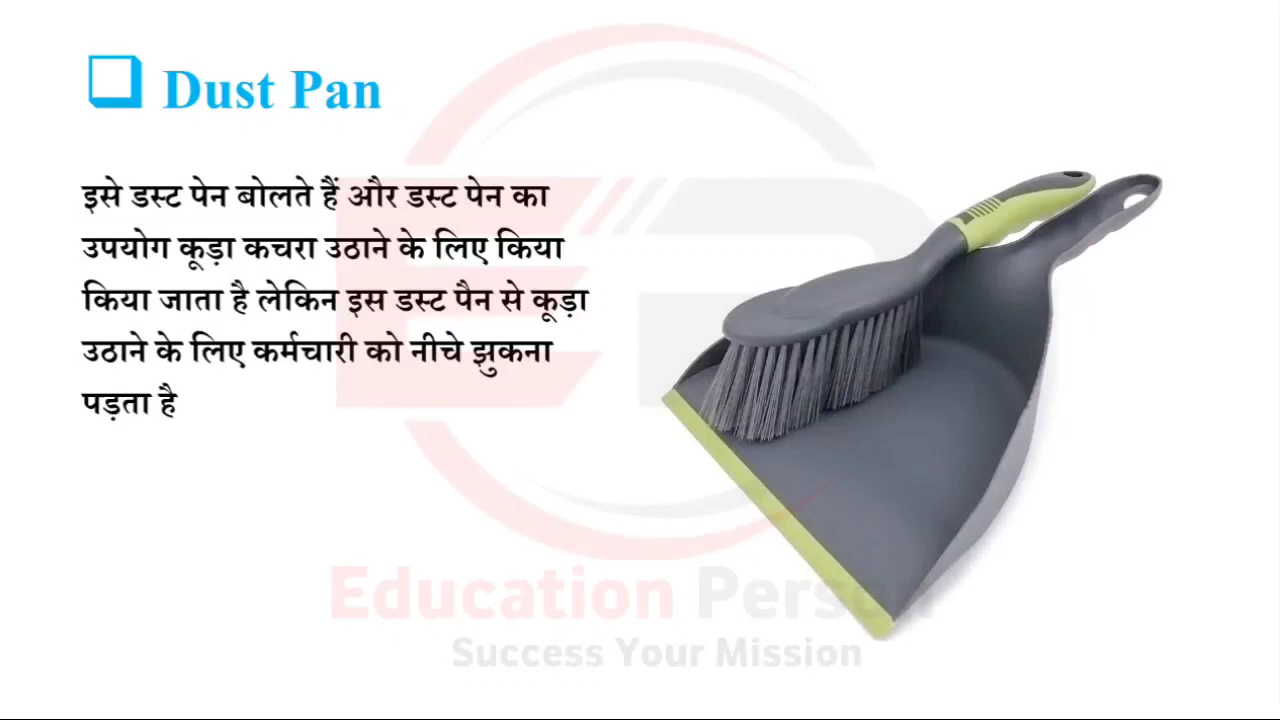 Dust Pan
इसे डस्ट पेन बोलते हैं और डस्ट पेन का
उपयोग कूड़ा कचरा उठाने के लिए किया
किया जाता है लेकिन इस डस्ट पैन से कूड़ा
उठाने के लिए कर्मचारी को नीचे झुकना
पड़ता है
Education Person
Success Your Mission